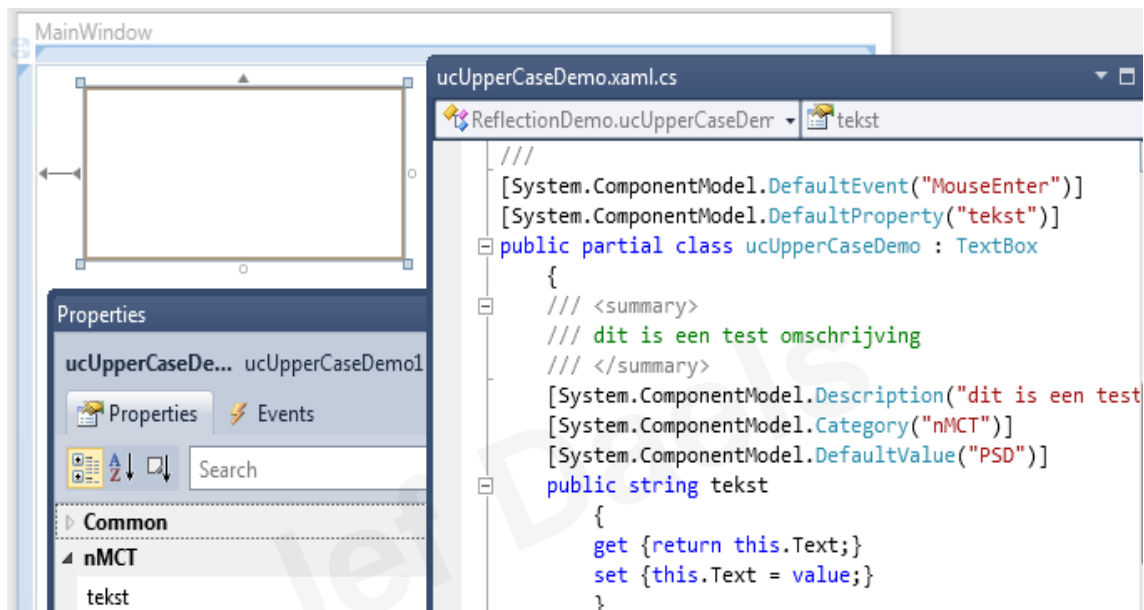 MainWindow
ucUpperCaseDemo.xaml.cs
ReflectionDemo.ucUpperCaseDem
tekst
///
[System.ComponentModel.DefaultEvent("MouseEnter")]
[System.ComponentModel.DefaultProperty("tekst")]
public partial class ucUpperCaseDemo : TextBox
{
/// <summary>
/// dit is een test omschrijving
/// </summary>
[System.ComponentModel.Description("dit is een test
[System.ComponentModel.Category("nMCT")]
[System.ComponentModel.DefaultValue("PSD")]
public string tekst
{
get {return this.Text;}
set {this.Text = value;}
}
Properties
ucUpperCaseDe... ucUpperCaseDemo1
Properties Events
Search
Common
nMCT
tekst
Jef Daels